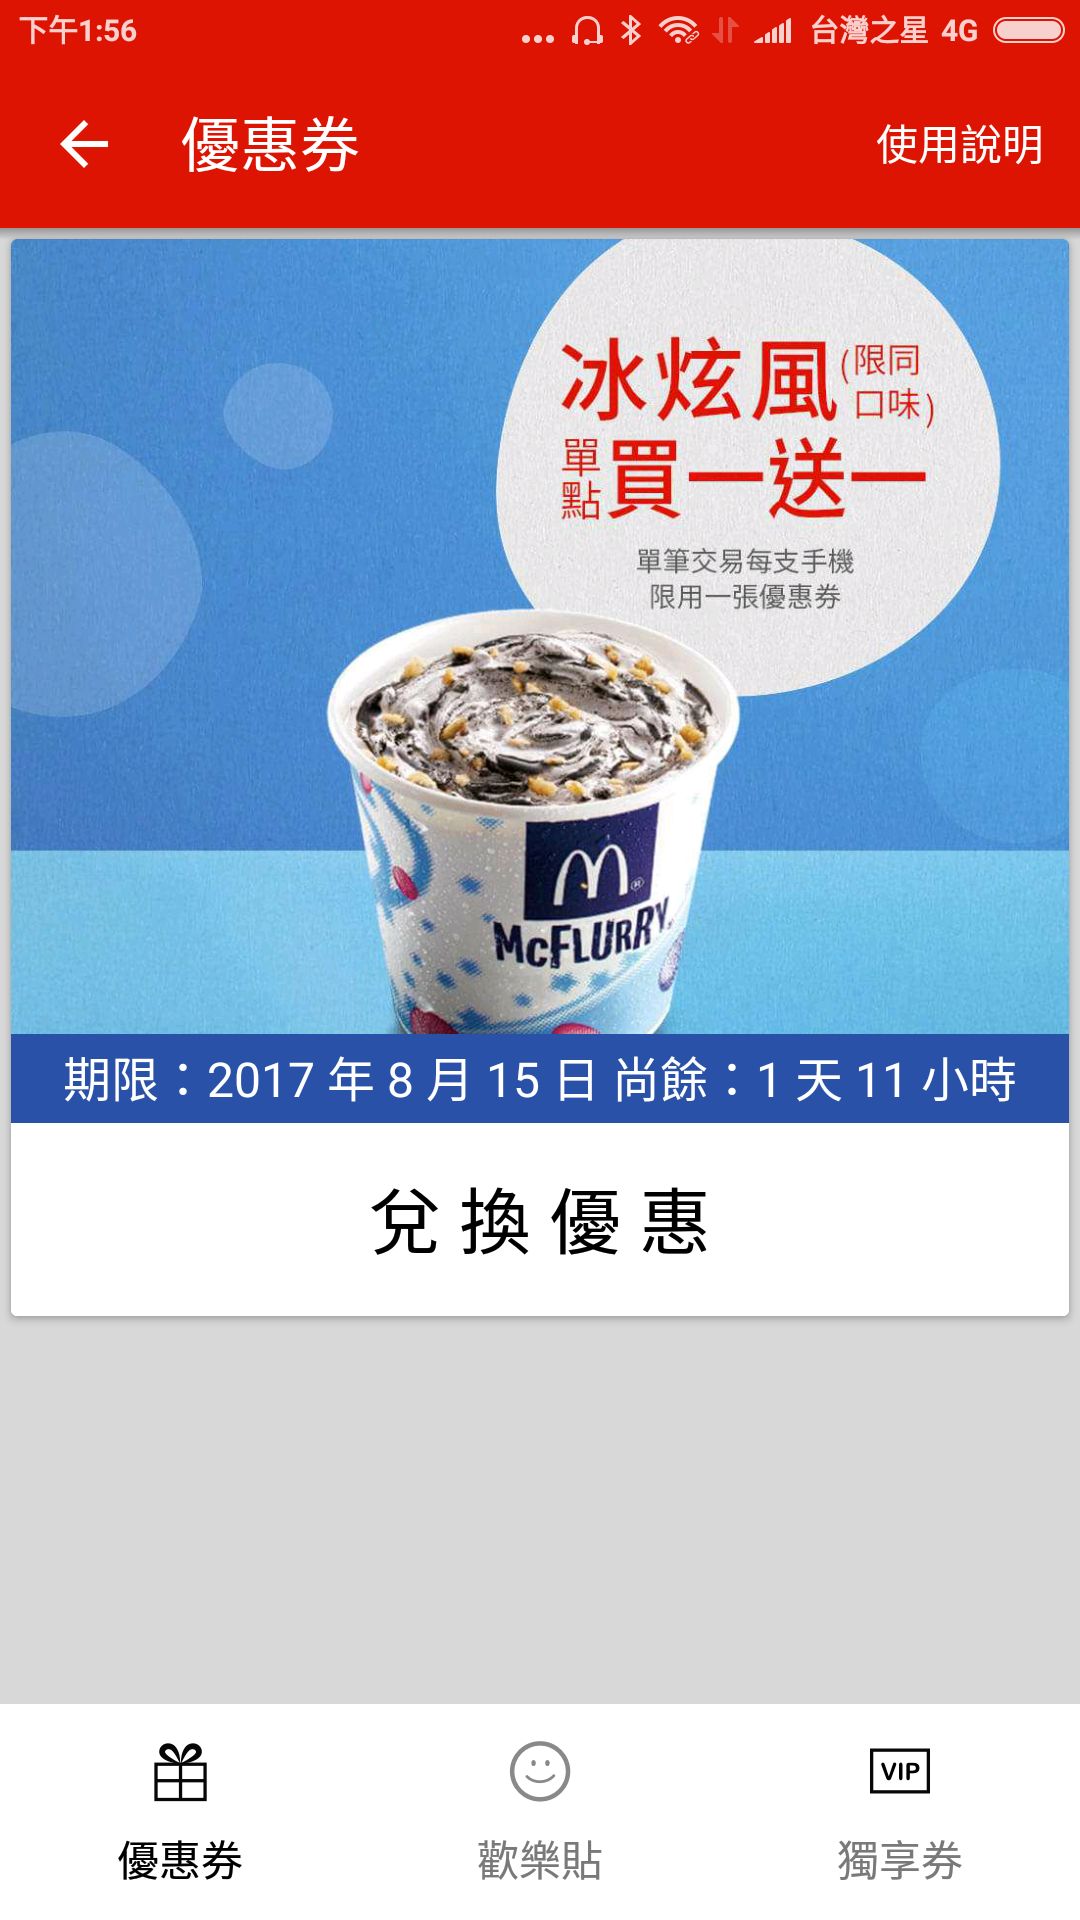 下午1:56
台灣之星 4G
優惠券
使用說明
冰炫風(限同口味)
單點買一送一
單筆交易每支手機
限用一張優惠券
M
McFLURRY
期限：2017 年 8 月 15 日 尚餘：1 天 11 小時
兌換優惠
VIP
優惠券
歡樂貼
獨享券